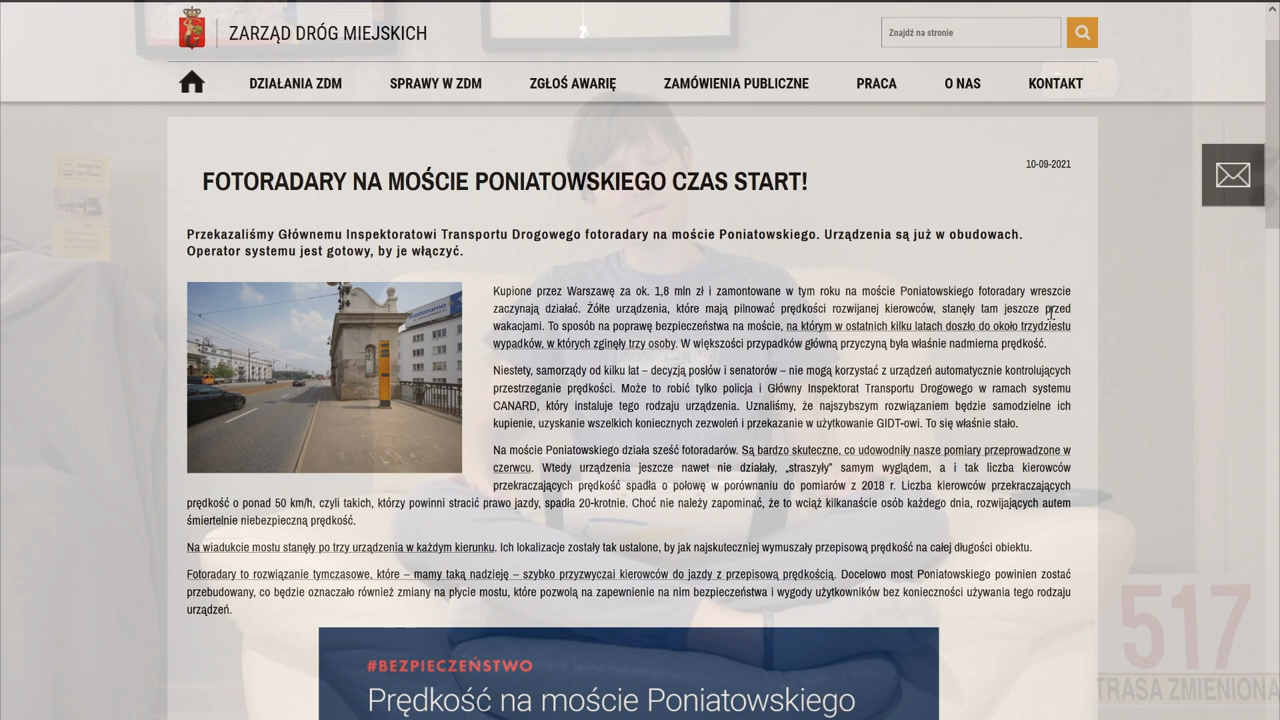 ZARZĄD DRÓG MIEJSKICH
Znajdź na stronie
DZIAŁANIA ZDM SPRAWY W ZDM ZGŁOŚ AWARIĘ ZAMÓWIENIA PUBLICZNE PRACA O NAS KONTAKT
10-09-2021
FOTORADARY NA MOŚCIE PONIATOWSKIEGO CZAS START!
Przekazaliśmy Głównemu Inspektoratowi Transportu Drogowego fotoradary na moście Poniatowskiego. Urządzenia są już w obudowach.
Operator systemu jest gotowy, by je włączyć.
Kupione przez Warszawę za ok. 1,8 mln zł i zamontowane w tym roku na moście Poniatowskiego fotoradary wreszcie
zaczynają działać. Żółte urządzenia, które mają pilnować prędkości rozwijanej kierowców, stanęły tam jeszcze przed
wakacjami. To sposób na poprawę bezpieczeństwa na moście, na którym w ostatnich kilku latach doszło do około trzydziestu
wypadków, w których zginęły trzy osoby. W większości przypadków główną przyczyną była właśnie nadmierna prędkość.
Niestety, samorządy od kilku lat – decyzją posłów i senatorów – nie mogą korzystać z urządzeń automatycznie kontrolujących
przestrzeganie prędkości. Może to robić tylko policja i Główny Inspektorat Transportu Drogowego w ramach systemu
CANARD, który instaluje tego rodzaju urządzenia. Uznaliśmy, że najszybszym rozwiązaniem będzie samodzielne ich
kupienie, uzyskanie wszelkich koniecznych zezwoleń i przekazanie w użytkowanie GIDT-owi. To się właśnie stało.
Na moście Poniatowskiego działa sześć fotoradarów. Są bardzo skuteczne, co udowodniły nasze pomiary przeprowadzone w
czerwcu. Wtedy urządzenia jeszcze nawet nie działały, „straszyły” samym wyglądem, a i tak liczba kierowców
przekraczających prędkość spadła o połowę w porównaniu do pomiarów z 2018 r. Liczba kierowców przekraczających
prędkość o ponad 50 km/h, czyli takich, którzy powinni stracić prawo jazdy, spadła 20-krotnie. Choć nie należy zapominać, że to wciąż kilkanaście osób każdego dnia, rozwijających autem
śmiertelnie niebezpieczną prędkość.
Na wiadukcie mostu stanęły po trzy urządzenia w każdym kierunku. Ich lokalizacje zostały tak ustalone, by jak najskuteczniej wymuszały przepisową prędkość na całej długości obiektu.
Fotoradary to rozwiązanie tymczasowe, które – mamy taką nadzieję – szybko przyzwyczai kierowców do jazdy z przepisową prędkością. Docelowo most Poniatowskiego powinien zostać
przebudowany, co będzie oznaczało również zmiany na płycie mostu, które pozwolą na zapewnienie na nim bezpieczeństwa i wygody użytkowników bez konieczności używania tego rodzaju
urządzeń.
517
TRASA ZMIENIONA
#BEZPIECZEŃSTWO
Prędkość na moście Poniatowskiego